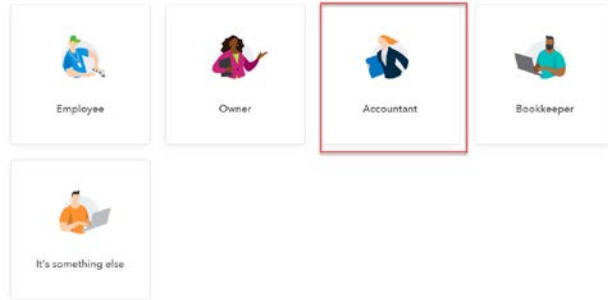 Employee
Owner
Accountant
Bookkeeper
It's something else